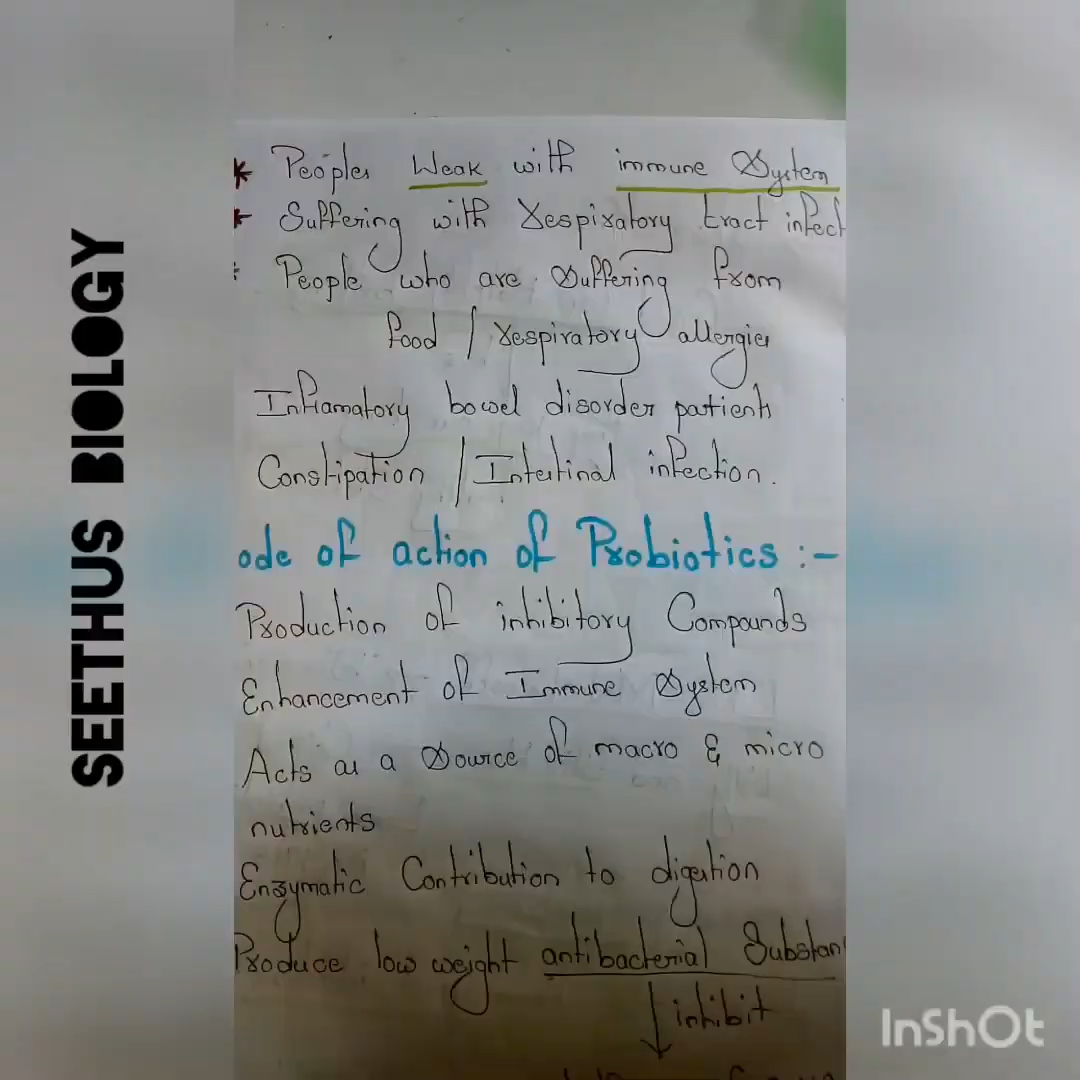 SEETHUS BIOLOGY
* Peoples Weak with immune System
* Suffering with respiratory tract infect
* People who are Suffering from
food / respiratory allergies
Inflamatory bowel disorder patients
Constipation / Intestinal infection.
ode of action of Probiotics :-
Production of inhibitory Compounds
Enhancement of Immune System
Acts as a Source of macro & micro
nutrients
Enzymatic Contribution to digestion
Produce low weight antibacterial Substan
↓ inhibit
InShOt